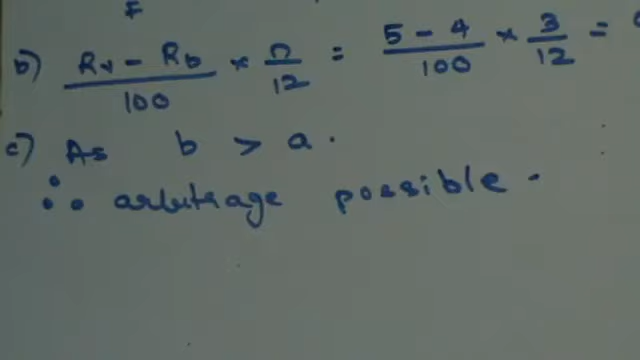 F
b) Rv - Rb / 100 × n / 12 = 5 - 4 / 100 × 3 / 12 =
c) As b > a.
∴ arbitrage possible.